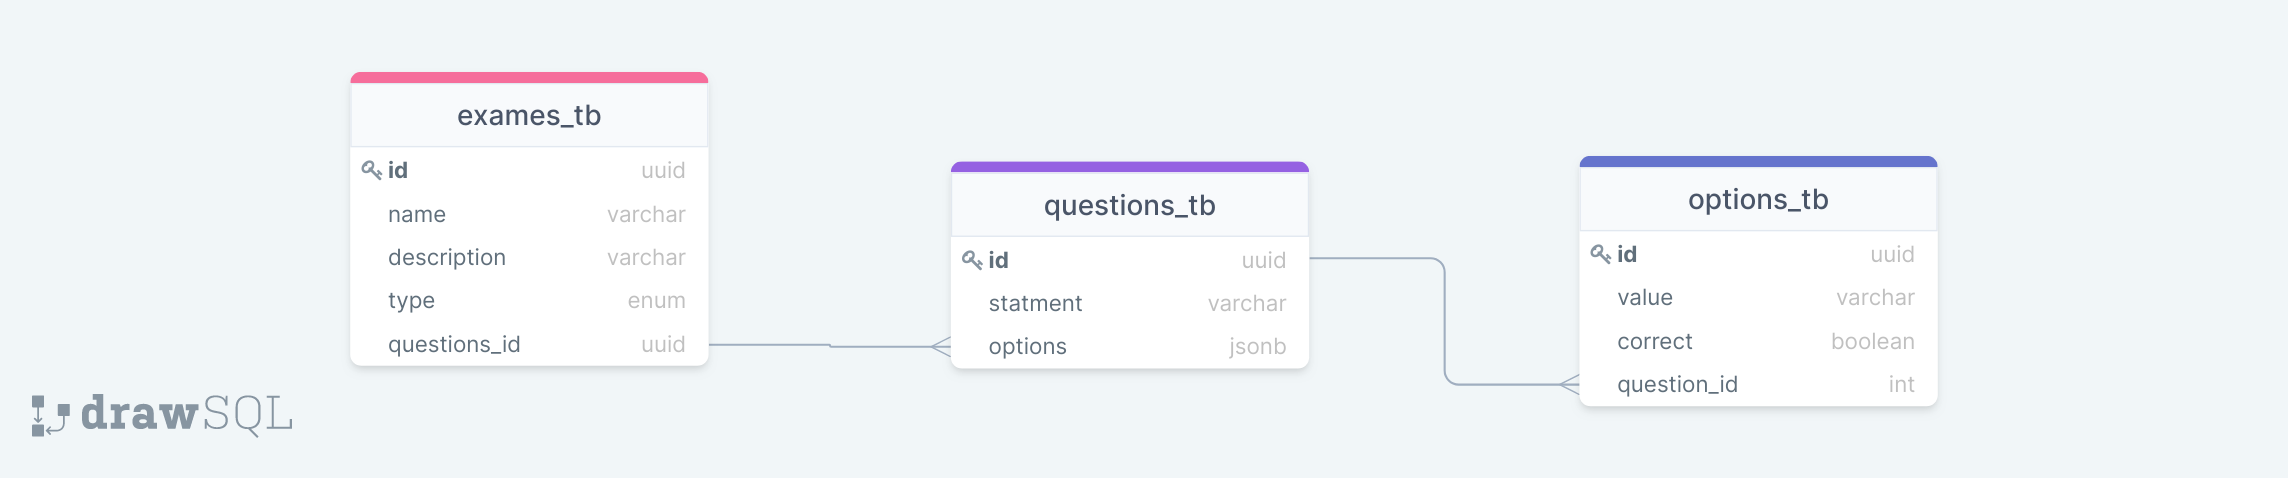 exames_tb
id uuid
name varchar
description varchar
type enum
questions_id uuid
questions_tb
id uuid
statment varchar
options jsonb
options_tb
id uuid
value varchar
correct boolean
question_id int
drawSQL